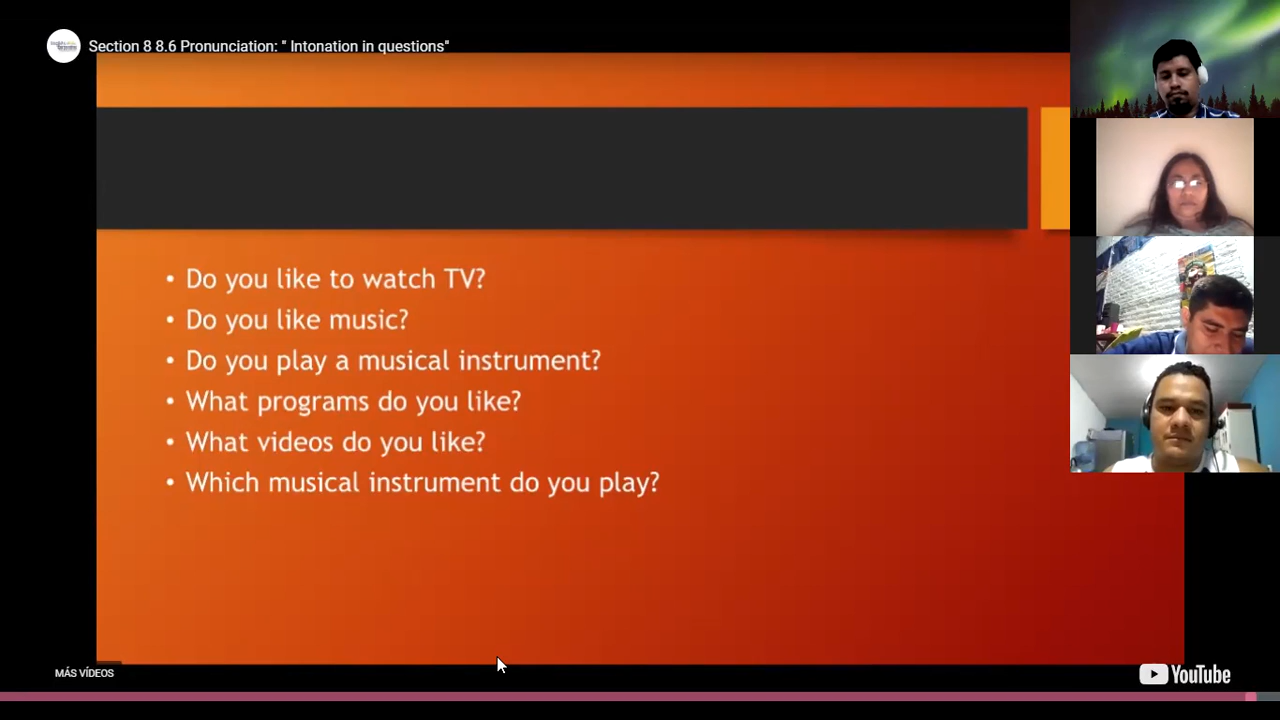 Section 8 8.6 Pronunciation: " Intonation in questions"
• Do you like to watch TV?
• Do you like music?
• Do you play a musical instrument?
• What programs do you like?
• What videos do you like?
• Which musical instrument do you play?
MÁS VÍDEOS
YouTube